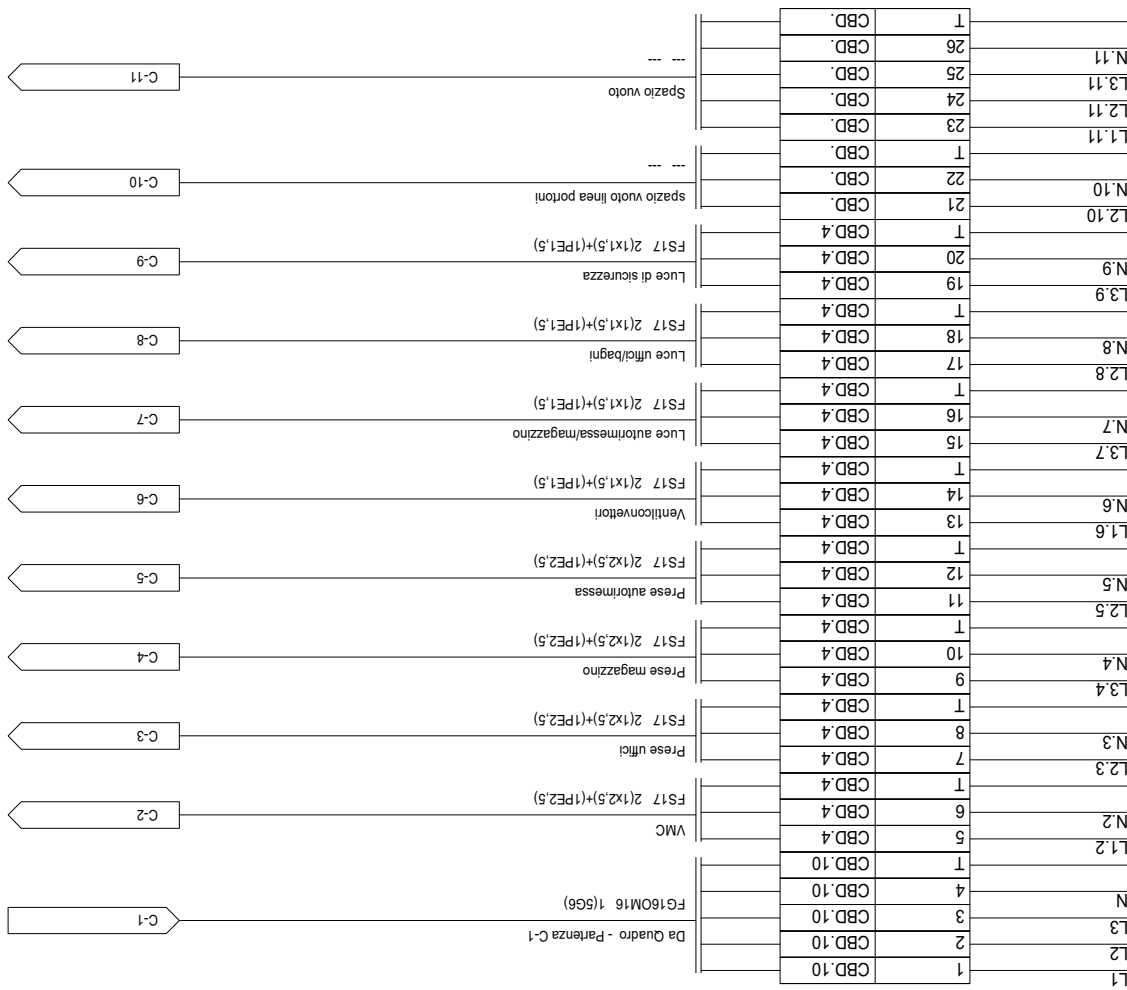 L1 1 CBD.10
L2 2 CBD.10
Da Quadro - Partenza C-1
L3 3 CBD.10 C-1
FG16OM16 1(5G6)
N 4 CBD.10
T CBD.10
L1.2 5 CBD.4 VMC
N.2 6 CBD.4 C-2
FS17 2(1x2,5)+(1PE2,5)
T CBD.4
L2.3 7 CBD.4 Prese uffici
N.3 8 CBD.4 C-3
FS17 2(1x2,5)+(1PE2,5)
T CBD.4
L3.4 9 CBD.4 Prese magazzino
N.4 10 CBD.4 C-4
FS17 2(1x2,5)+(1PE2,5)
T CBD.4
L2.5 11 CBD.4 Prese autorimessa
N.5 12 CBD.4 C-5
FS17 2(1x2,5)+(1PE2,5)
T CBD.4
L1.6 13 CBD.4 Ventilconvettori
N.6 14 CBD.4 C-6
FS17 2(1x1,5)+(1PE1,5)
T CBD.4
L3.7 15 CBD.4 Luce autorimessa/magazzino
N.7 16 CBD.4 C-7
FS17 2(1x1,5)+(1PE1,5)
T CBD.4
L2.8 17 CBD.4 Luce uffici/bagni
N.8 18 CBD.4 C-8
FS17 2(1x1,5)+(1PE1,5)
T CBD.4
L3.9 19 CBD.4 Luce di sicurezza
N.9 20 CBD.4 C-9
FS17 2(1x1,5)+(1PE1,5)
T CBD.4
L2.10 21 CBD. spazio vuoto linea portoni
N.10 22 CBD. C-10
--- ---
T CBD.
L1.11 23 CBD.
L2.11 24 CBD. Spazio vuoto
L3.11 25 CBD. C-11
--- ---
N.11 26 CBD.
T CBD.